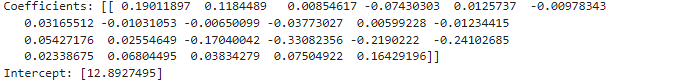 Coefficients: [[ 0.19011897  0.1184489   0.00854617 -0.07430303  0.0125737  -0.00978343
   0.03165512 -0.01031053 -0.00650099 -0.03773027  0.00599228 -0.01234415
   0.05427176  0.02554649 -0.17040042 -0.33082356 -0.2190222  -0.24102685
   0.02338675  0.06804495  0.03834279  0.07504922  0.16429196]]
Intercept: [12.8927495]